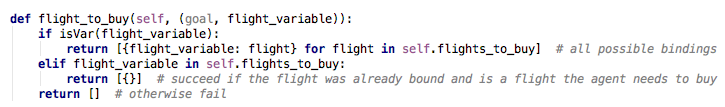 def flight_to_buy(self, (goal, flight_variable)):
    if isVar(flight_variable):
        return [{flight_variable: flight} for flight in self.flights_to_buy]  # all possible bindings
    elif flight_variable in self.flights_to_buy:
        return [{}]  # succeed if the flight was already bound and is a flight the agent needs to buy
    return []  # otherwise fail